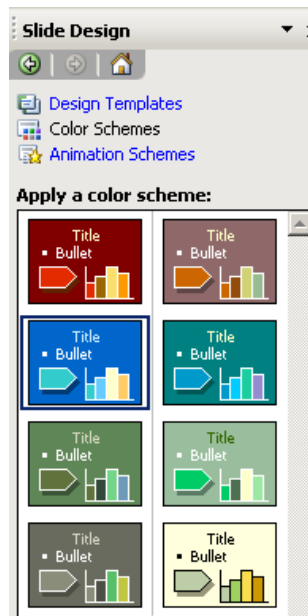 Slide Design
Design Templates
Color Schemes
Animation Schemes
Apply a color scheme:
Title
Bullet
Title
Bullet
Title
Bullet
Title
Bullet
Title
Bullet
Title
Bullet
Title
Bullet
Title
Bullet